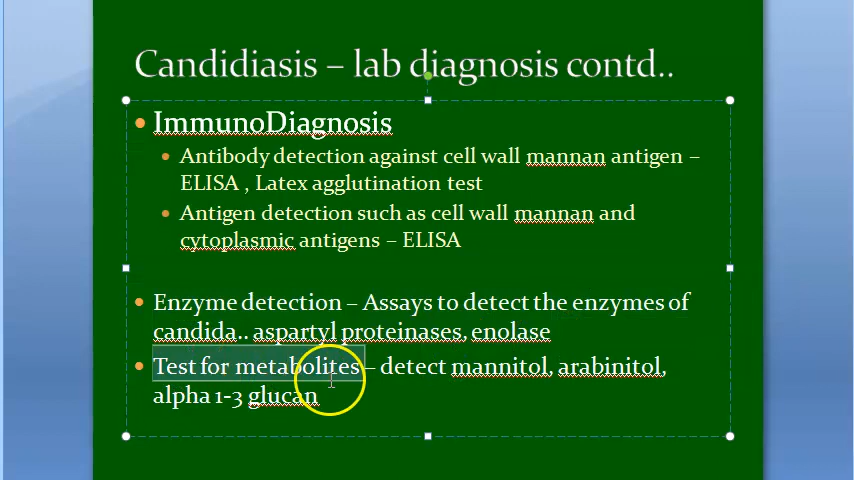 Candidiasis – lab diagnosis contd..
ImmunoDiagnosis
Antibody detection against cell wall mannan antigen –
ELISA , Latex agglutination test
Antigen detection such as cell wall mannan and
cytoplasmic antigens – ELISA
Enzyme detection – Assays to detect the enzymes of
candida.. aspartyl proteinases, enolase
Test for metabolites – detect mannitol, arabinitol,
alpha 1-3 glucan